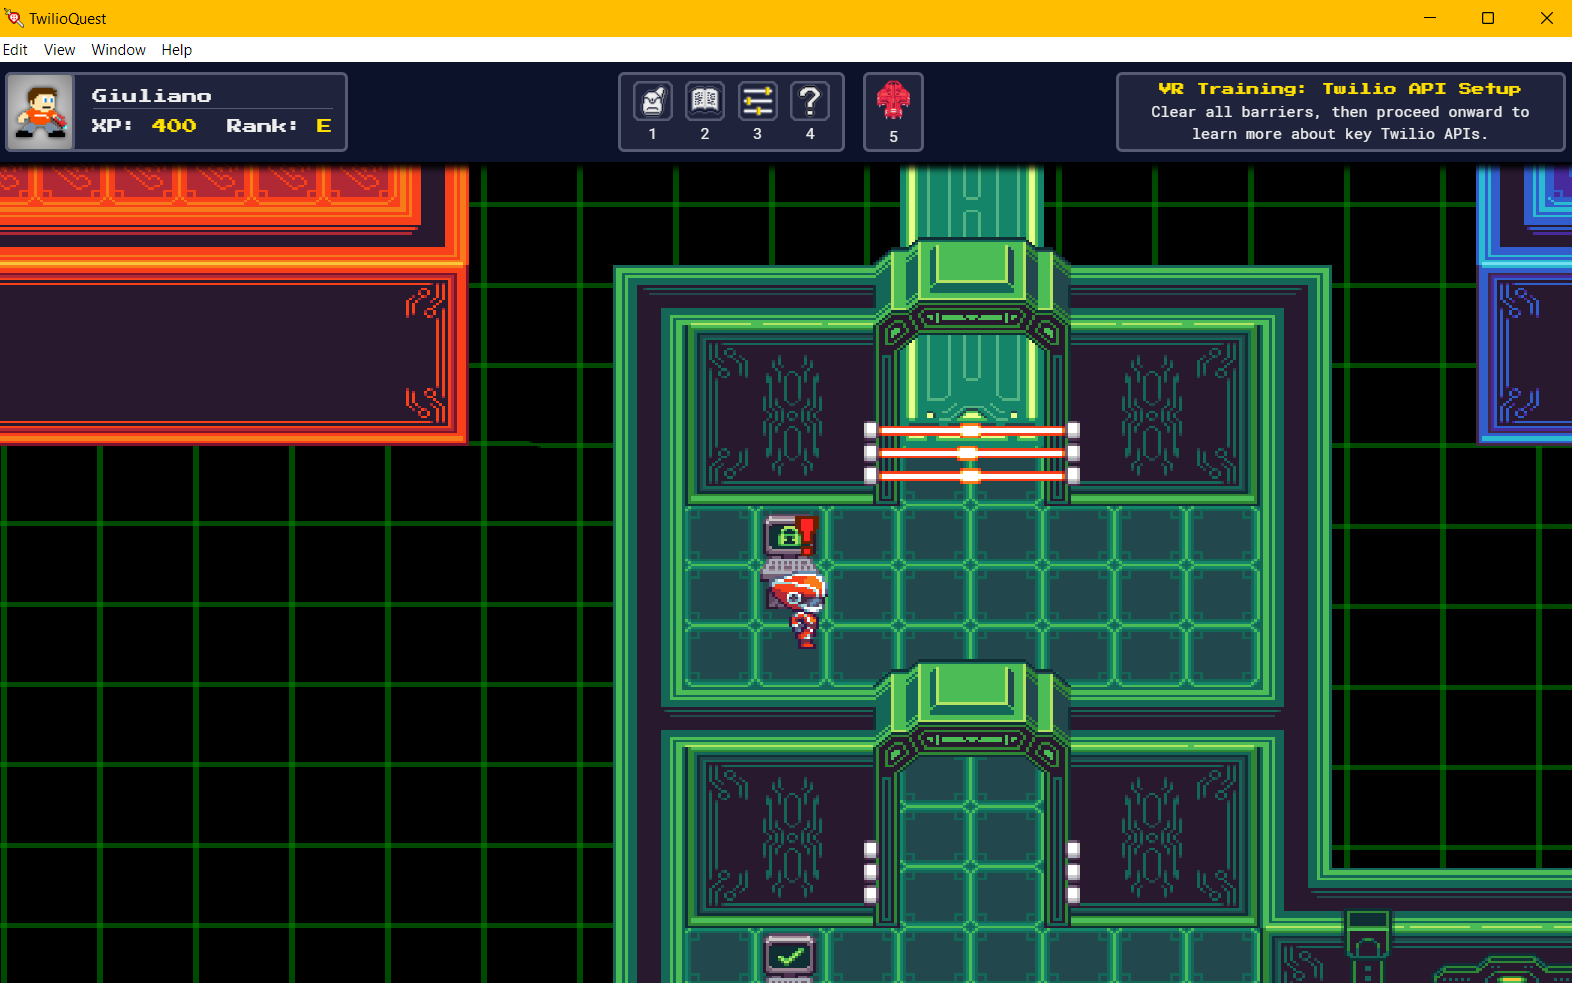 TwilioQuest
Edit View Window Help
Giuliano
XP: 400 Rank: E
1 2 3 4 5
VR Training: Twilio API Setup
Clear all barriers, then proceed onward to
learn more about key Twilio APIs.